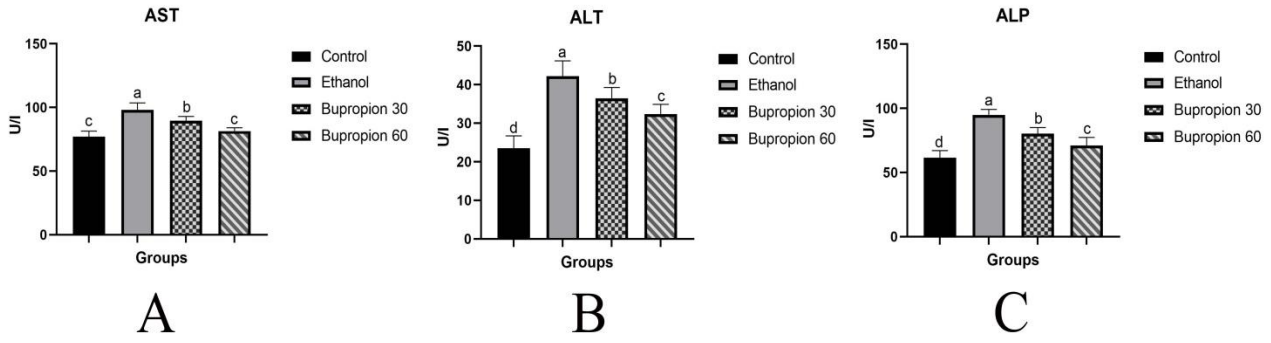 AST
150
100
50
0
U/l
c
a
b
c
Groups
Control
Ethanol
Bupropion 30
Bupropion 60
A
ALT
50
40
30
20
10
0
U/l
d
a
b
c
Groups
Control
Ethanol
Bupropion 30
Bupropion 60
B
ALP
150
100
50
0
U/l
d
a
b
c
Groups
Control
Ethanol
Bupropion 30
Bupropion 60
C